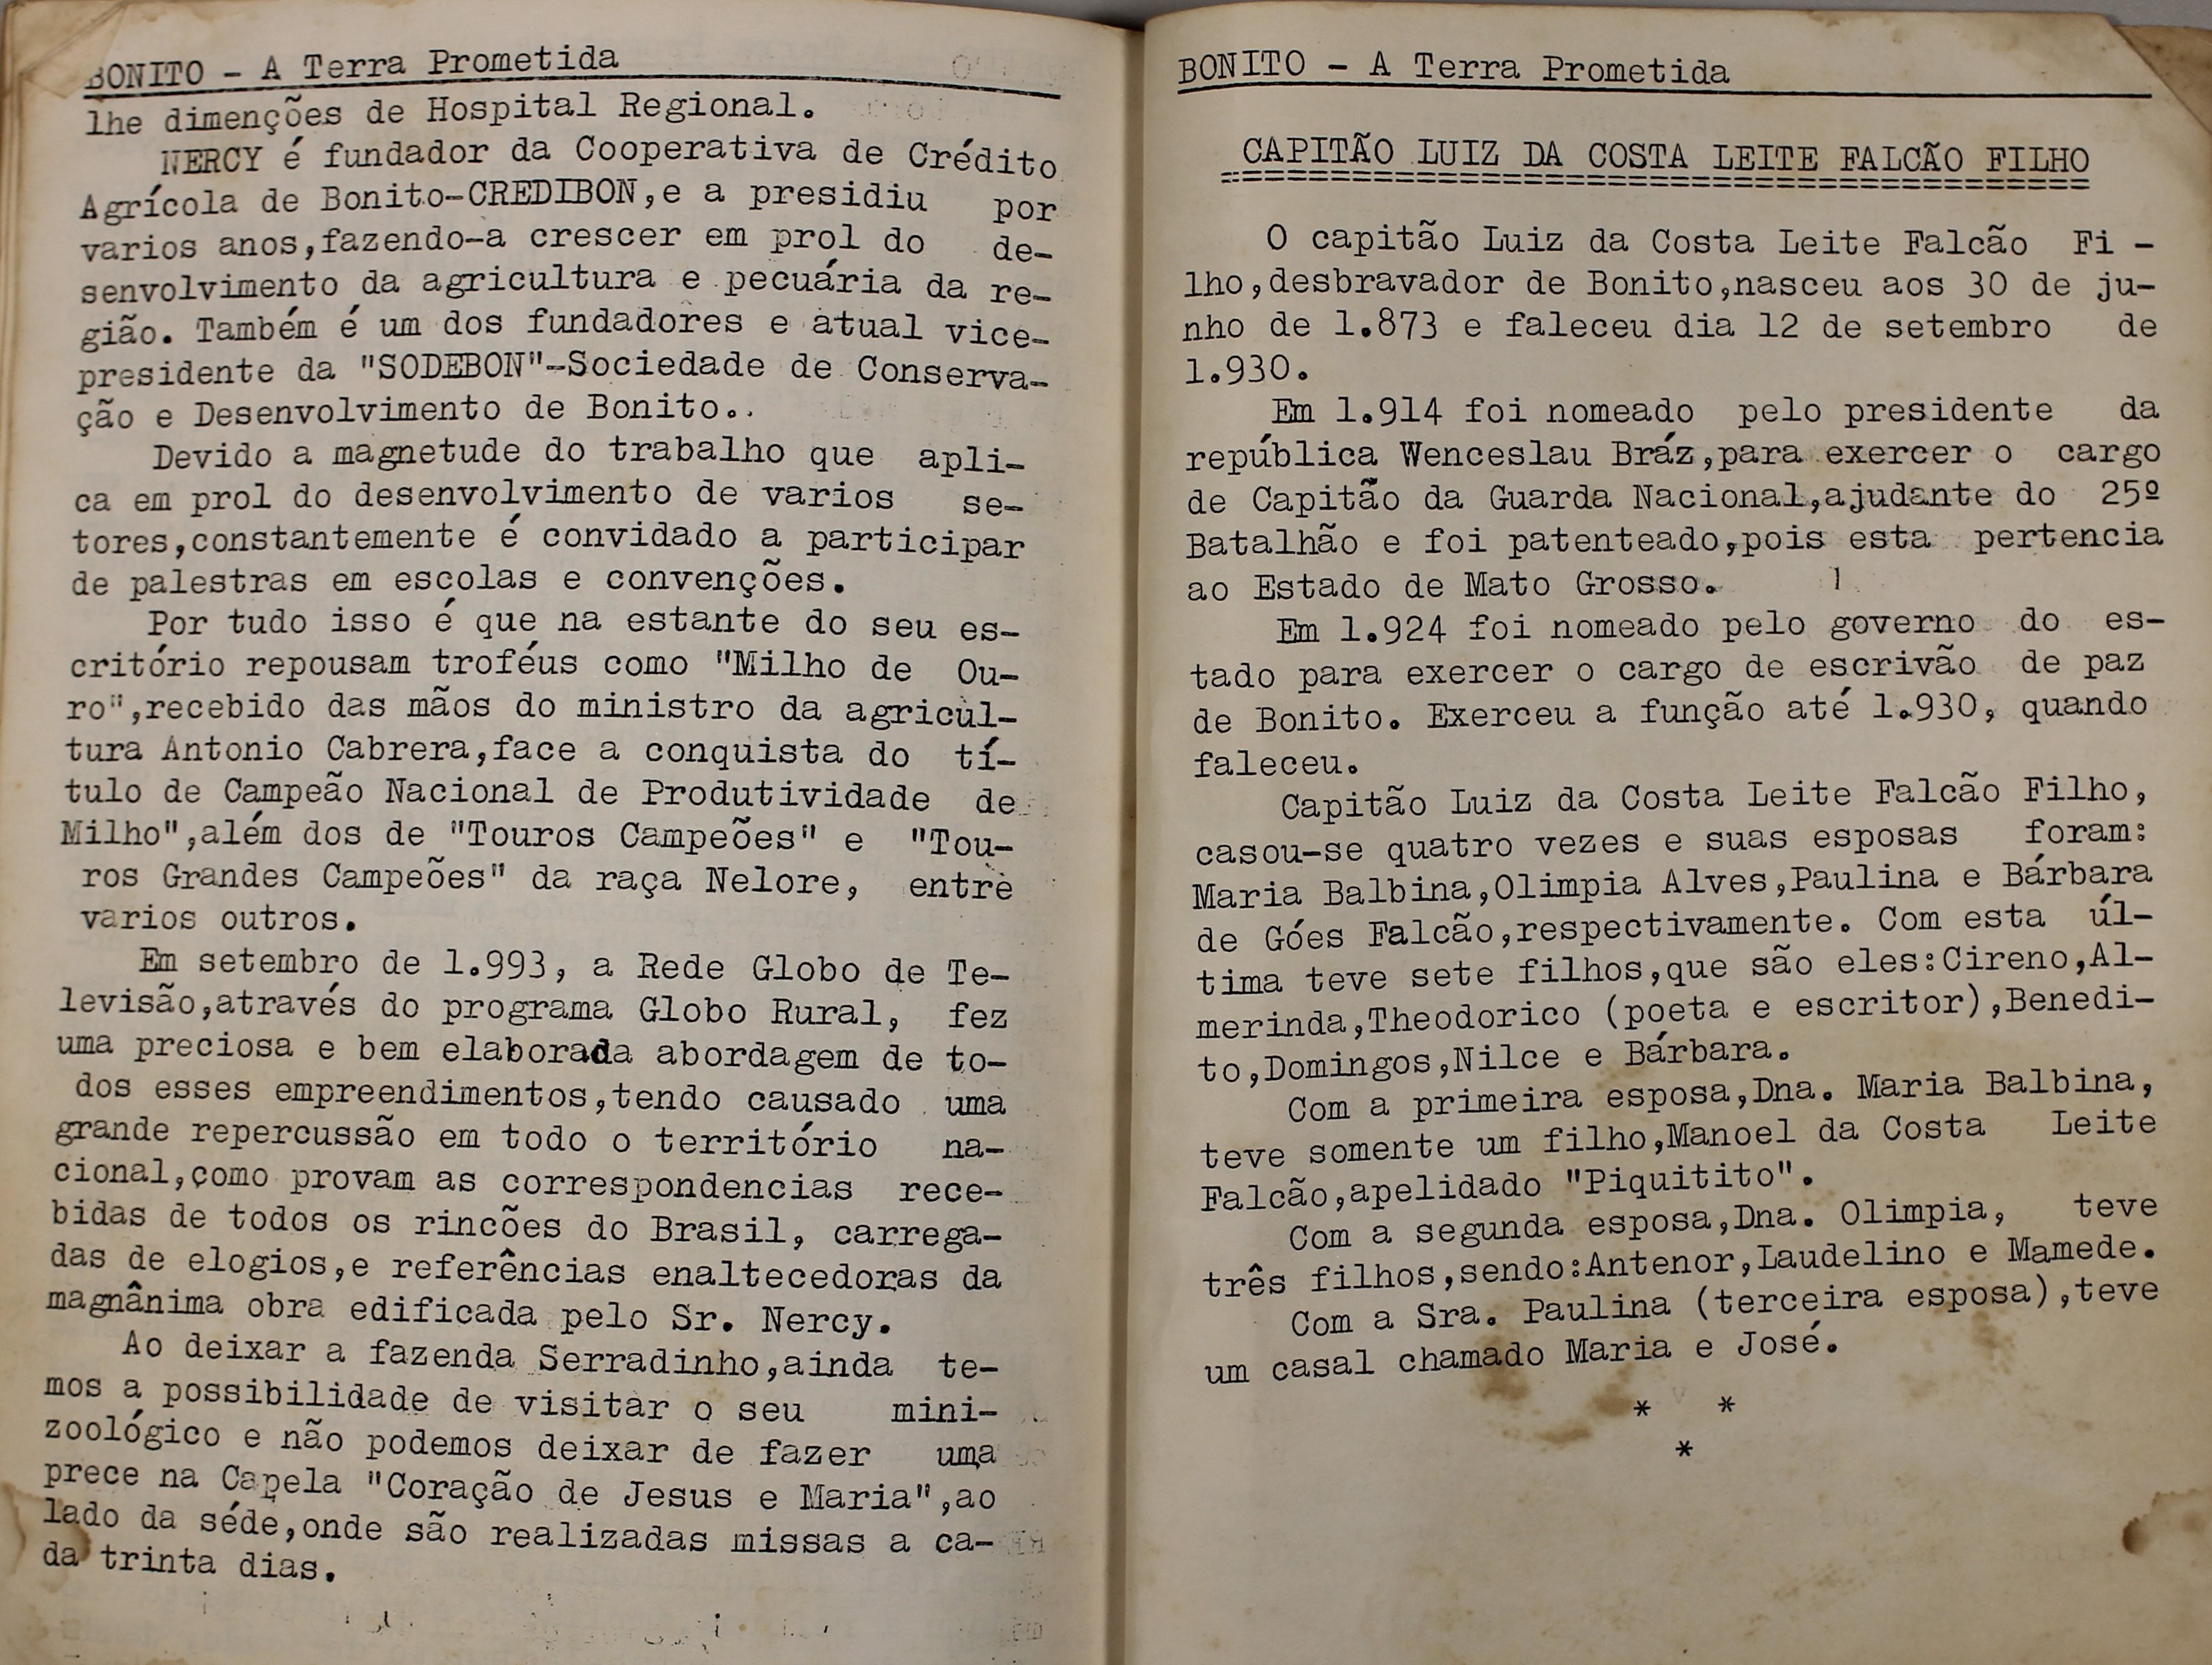 BONITO - A Terra Prometida
lhe dimenções de Hospital Regional.
NERCY é fundador da Cooperativa de Crédito
Agrícola de Bonito-CREDIBON,e a presidiu por
varios anos,fazendo-a crescer em prol do de-
senvolvimento da agricultura e pecuária da re-
gião. Também é um dos fundadores e atual vice-
presidente da "SODEBON"-Sociedade de Conserva-
ção e Desenvolvimento de Bonito..
Devido a magnetude do trabalho que apli-
ca em prol do desenvolvimento de varios se-
tores,constantemente é convidado a participar
de palestras em escolas e convenções.
Por tudo isso é que na estante do seu es-
critório repousam troféus como "Milho de Ou-
ro",recebido das mãos do ministro da agricul-
tura Antonio Cabrera,face a conquista do tí-
tulo de Campeão Nacional de Produtividade de
Milho",além dos de "Touros Campeões" e "Tou-
ros Grandes Campeões" da raça Nelore, entre
varios outros.
Em setembro de 1.993, a Rede Globo de Te-
levisão,através do programa Globo Rural, fez
uma preciosa e bem elaborada abordagem de to-
dos esses empreendimentos,tendo causado uma
grande repercussão em todo o território na-
cional,como provam as correspondencias rece-
bidas de todos os rincões do Brasil, carrega-
das de elogios,e referências enaltecedoras da
magnânima obra edificada pelo Sr. Nercy.
Ao deixar a fazenda Serradinho,ainda te-
mos a possibilidade de visitar o seu mini-
zoológico e não podemos deixar de fazer uma
prece na Capela "Coração de Jesus e Maria",ao
lado da séde,onde são realizadas missas a ca-
da trinta dias.
BONITO - A Terra Prometida
CAPITÃO LUIZ DA COSTA LEITE FALCÃO FILHO
O capitão Luiz da Costa Leite Falcão Fi -
lho,desbravador de Bonito,nasceu aos 30 de ju-
nho de 1.873 e faleceu dia 12 de setembro de
1.930.
Em 1.914 foi nomeado pelo presidente da
república Wenceslau Bráz,para exercer o cargo
de Capitão da Guarda Nacional,ajudante do 25º
Batalhão e foi patenteado,pois esta pertencia
ao Estado de Mato Grosso.
Em 1.924 foi nomeado pelo governo do es-
tado para exercer o cargo de escrivão de paz
de Bonito. Exerceu a função até 1.930, quando
faleceu.
Capitão Luiz da Costa Leite Falcão Filho,
casou-se quatro vezes e suas esposas foram:
Maria Balbina,Olimpia Alves,Paulina e Bárbara
de Góes Falcão,respectivamente. Com esta úl-
tima teve sete filhos,que são eles:Cireno,Al-
merinda,Theodorico (poeta e escritor),Benedi-
to,Domingos,Nilce e Bárbara.
Com a primeira esposa,Dna. Maria Balbina,
teve somente um filho,Manoel da Costa Leite
Falcão,apelidado "Piquitito".
Com a segunda esposa,Dna. Olimpia, teve
três filhos,sendo:Antenor,Laudelino e Mamede.
Com a Sra. Paulina (terceira esposa),teve
um casal chamado Maria e José.
* *
*